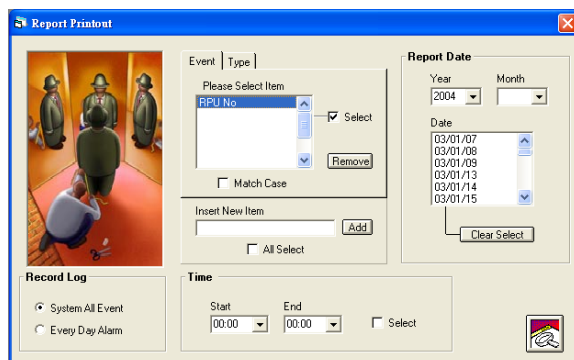 Report Printout
Event
Type
Please Select Item
RPU No
Select
Remove
Match Case
Insert New Item
Add
All Select
Report Date
Year
Month
2004
Date
03/01/07
03/01/08
03/01/09
03/01/13
03/01/14
03/01/15
Clear Select
Record Log
System All Event
Every Day Alarm
Time
Start
End
00:00
00:00
Select